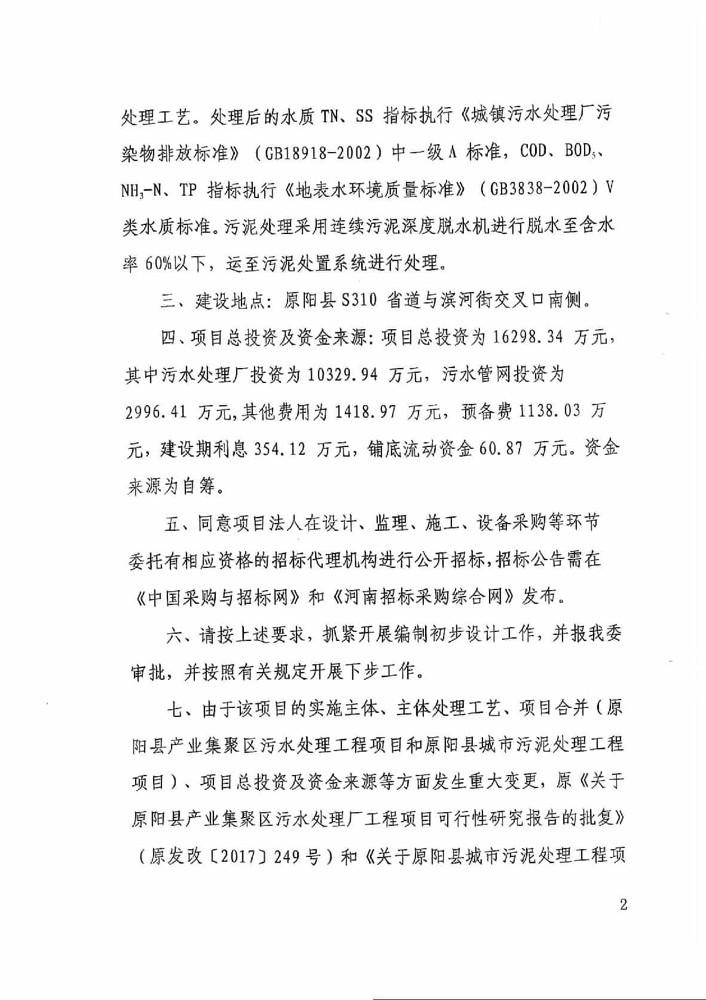 处理工艺。处理后的水质 TN、SS 指标执行《城镇污水处理厂污
染物排放标准》（GB18918-2002）中一级 A 标准，COD、BOD₅、
NH₃-N、TP 指标执行《地表水环境质量标准》（GB3838-2002）V
类水质标准。污泥处理采用连续污泥深度脱水机进行脱水至含水
率 60%以下，运至污泥处置系统进行处理。
三、建设地点：原阳县 S310 省道与滨河街交叉口南侧。
四、项目总投资及资金来源：项目总投资为 16298.34 万元，
其中污水处理厂投资为 10329.94 万元，污水管网投资为
2996.41 万元,其他费用为 1418.97 万元，预备费 1138.03 万
元，建设期利息 354.12 万元，铺底流动资金 60.87 万元。资金
来源为自筹。
五、同意项目法人在设计、监理、施工、设备采购等环节
委托有相应资格的招标代理机构进行公开招标,招标公告需在
《中国采购与招标网》和《河南招标采购综合网》发布。
六、请按上述要求，抓紧开展编制初步设计工作，并报我委
审批，并按照有关规定开展下步工作。
七、由于该项目的实施主体、主体处理工艺、项目合并（原
阳县产业集聚区污水处理工程项目和原阳县城市污泥处理工程
项目）、项目总投资及资金来源等方面发生重大变更，原《关于
原阳县产业集聚区污水处理厂工程项目可行性研究报告的批复》
（原发改〔2017〕249 号）和《关于原阳县城市污泥处理工程项
2